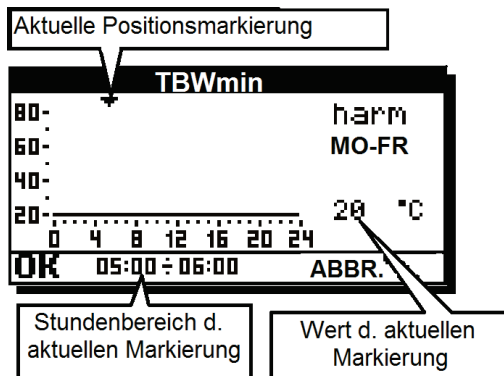 Aktuelle Positionsmarkierung
TBWmin
80
harm
60
MO-FR
40
20
20 °C
0 4 8 12 16 20 24
OK 05:00÷06:00 ABBR.
Stundenbereich d.
aktuellen Markierung
Wert d. aktuellen
Markierung